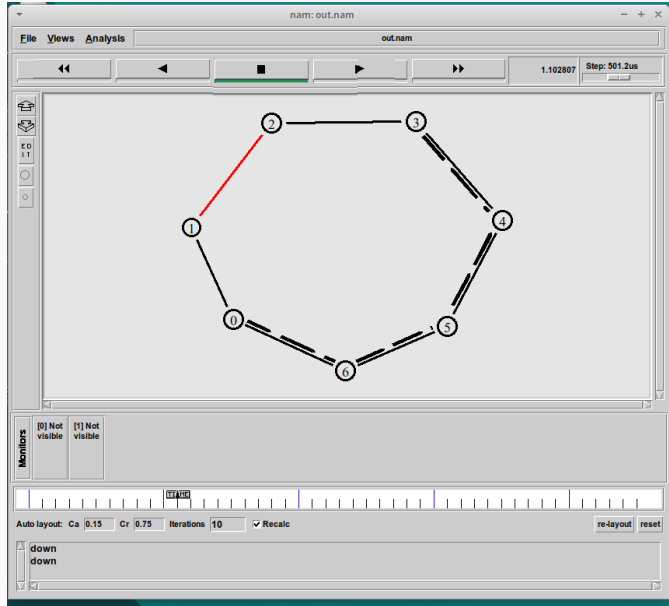 nam: out.nam
File Views Analysis out.nam
1.102807 Step: 501.2us
E D
I T
2
3
1
4
0
5
6
Monitors
[0] Not visible
[1] Not visible
TIME
Auto layout: Ca 0.15 Cr 0.75 Iterations 10 Recalc re-layout reset
down
down